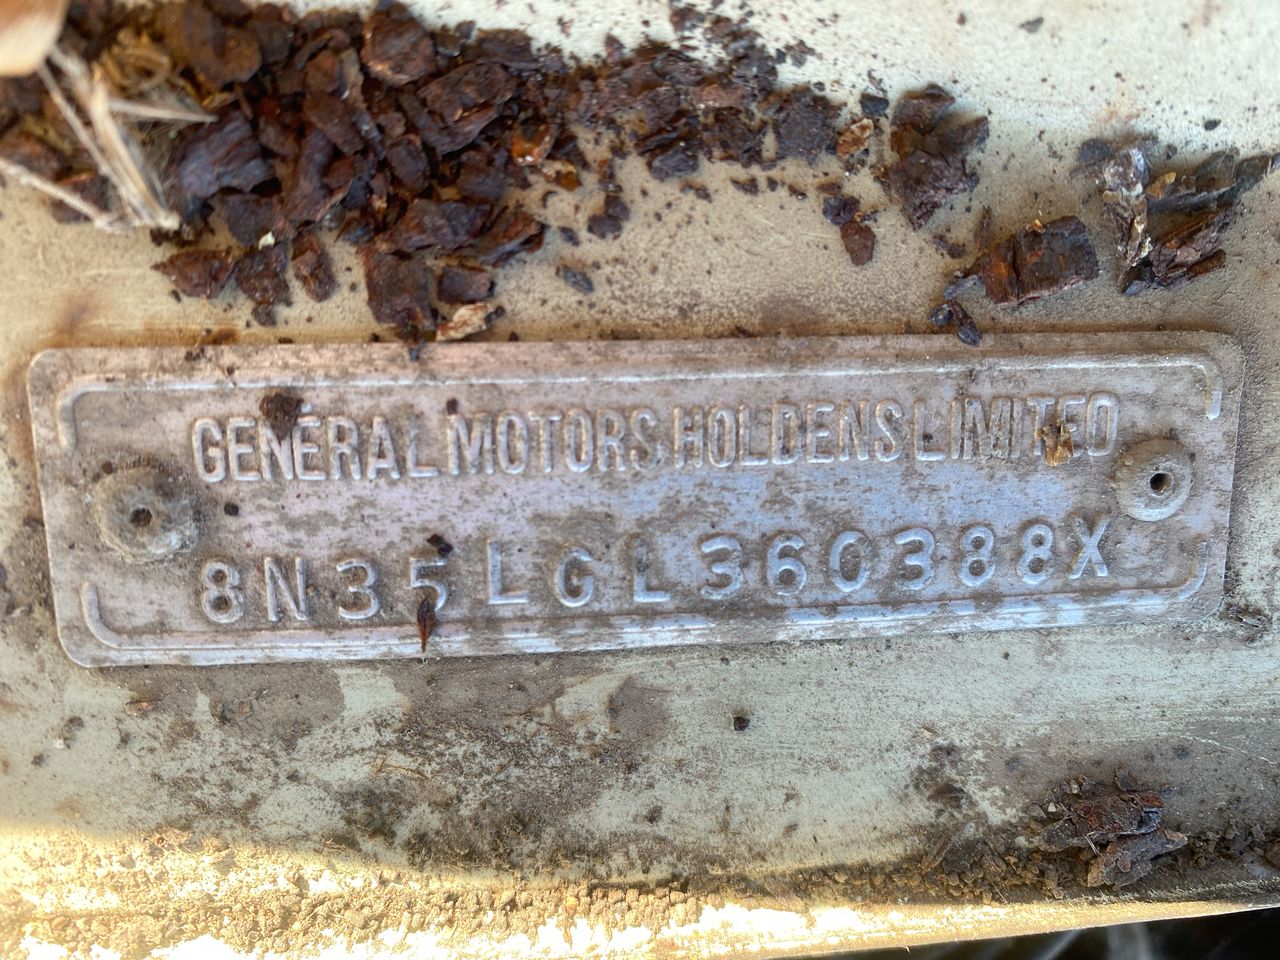 GENERAL MOTORS HOLDENS LIMITED
8N35LGL360388X